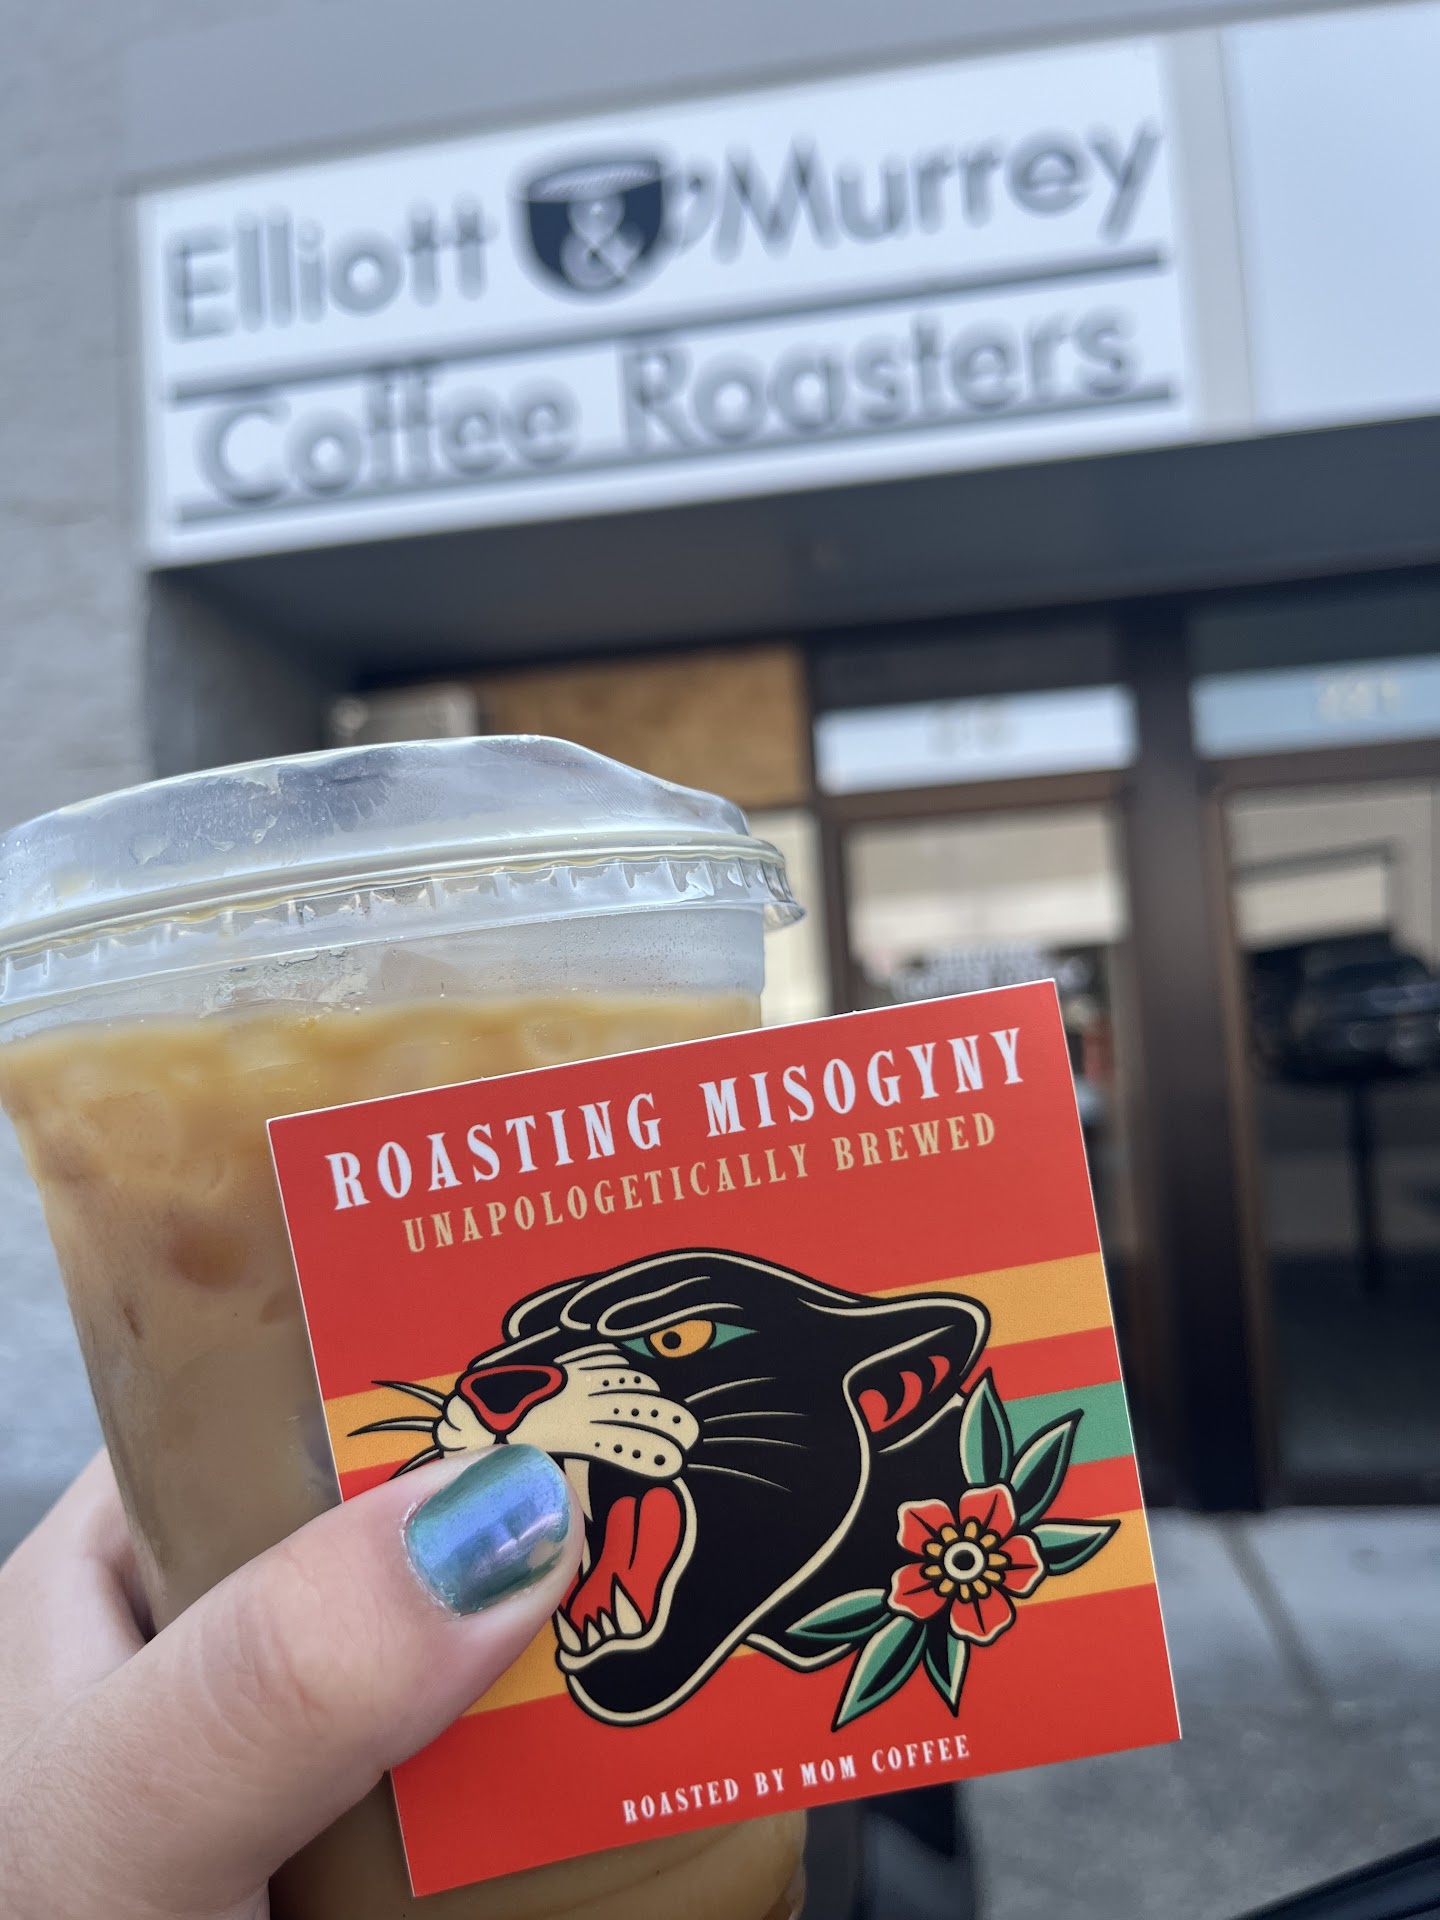 Elliott & Murrey
Coffee Roasters
ROASTING MISOGYNY
UNAPOLOGETICALLY BREWED
ROASTED BY MOM COFFEE